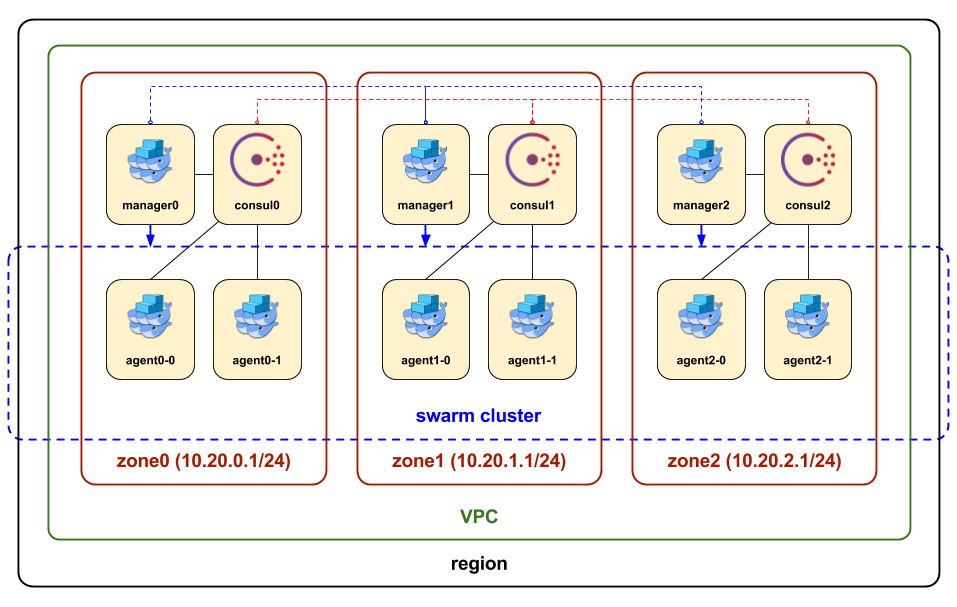 manager0
consul0
manager1
consul1
manager2
consul2
agent0-0
agent0-1
agent1-0
agent1-1
agent2-0
agent2-1
swarm cluster
zone0 (10.20.0.1/24)
zone1 (10.20.1.1/24)
zone2 (10.20.2.1/24)
VPC
region